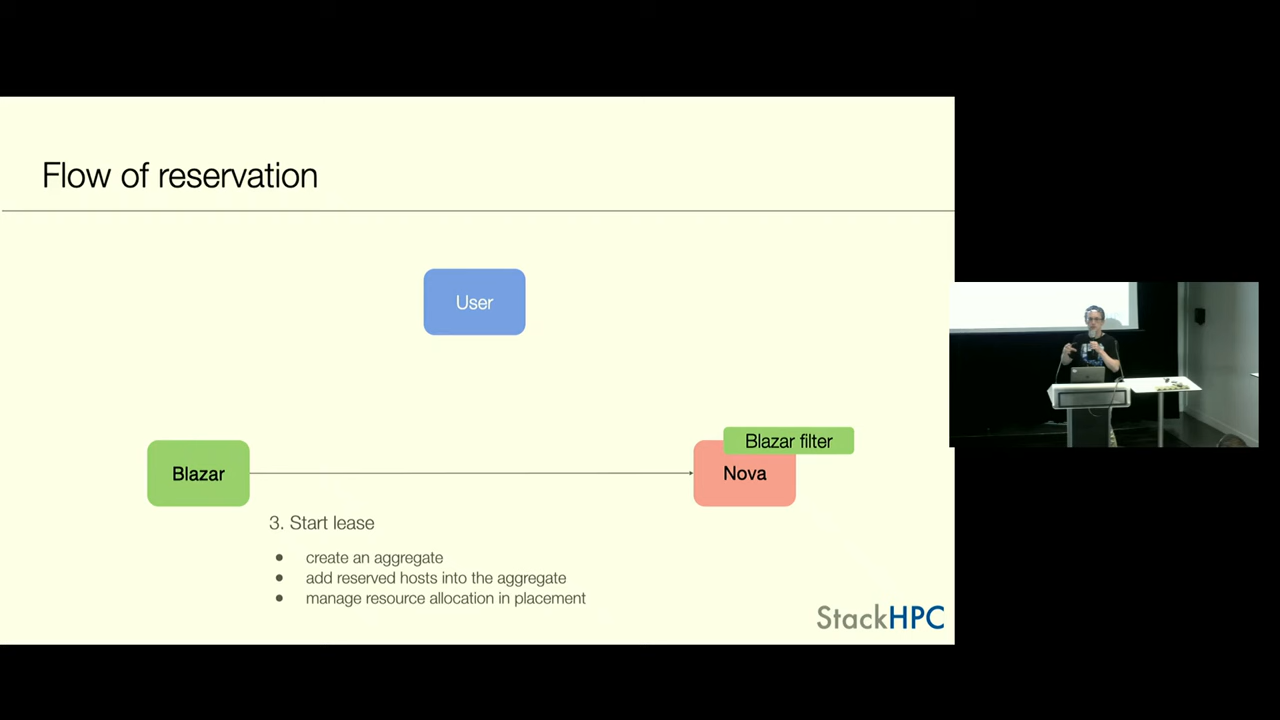 Flow of reservation
User
Blazar filter
Blazar
Nova
3. Start lease
● create an aggregate
● add reserved hosts into the aggregate
● manage resource allocation in placement
StackHPC